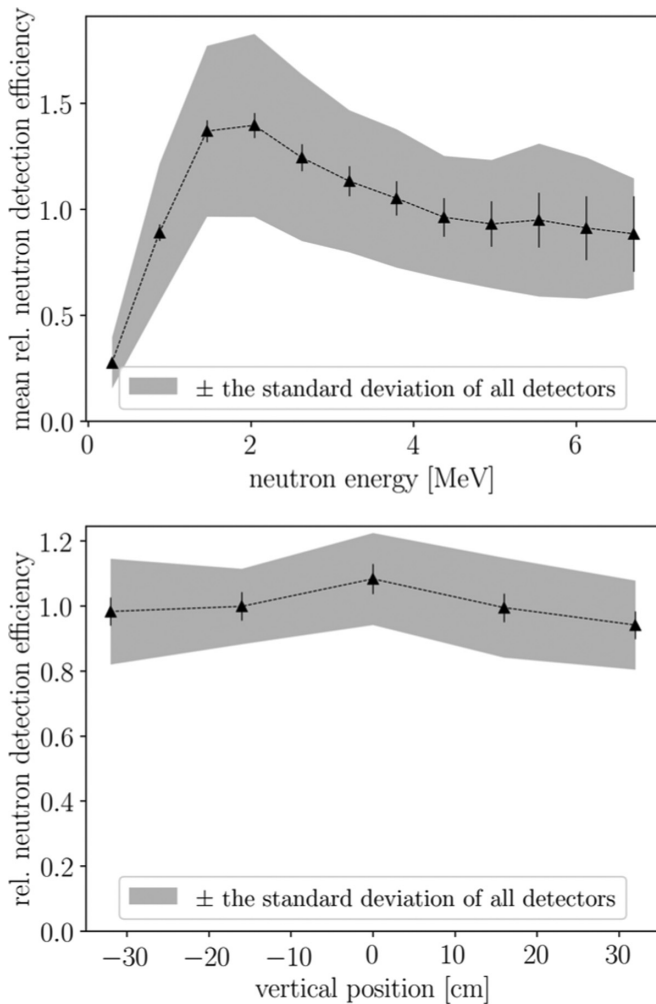 mean rel. neutron detection efficiency
1.5
1.0
0.5
0.0
± the standard deviation of all detectors
0 2 4 6
neutron energy [MeV]
rel. neutron detection efficiency
1.2
1.0
0.8
0.6
0.4
0.2
0.0
± the standard deviation of all detectors
−30 −20 −10 0 10 20 30
vertical position [cm]